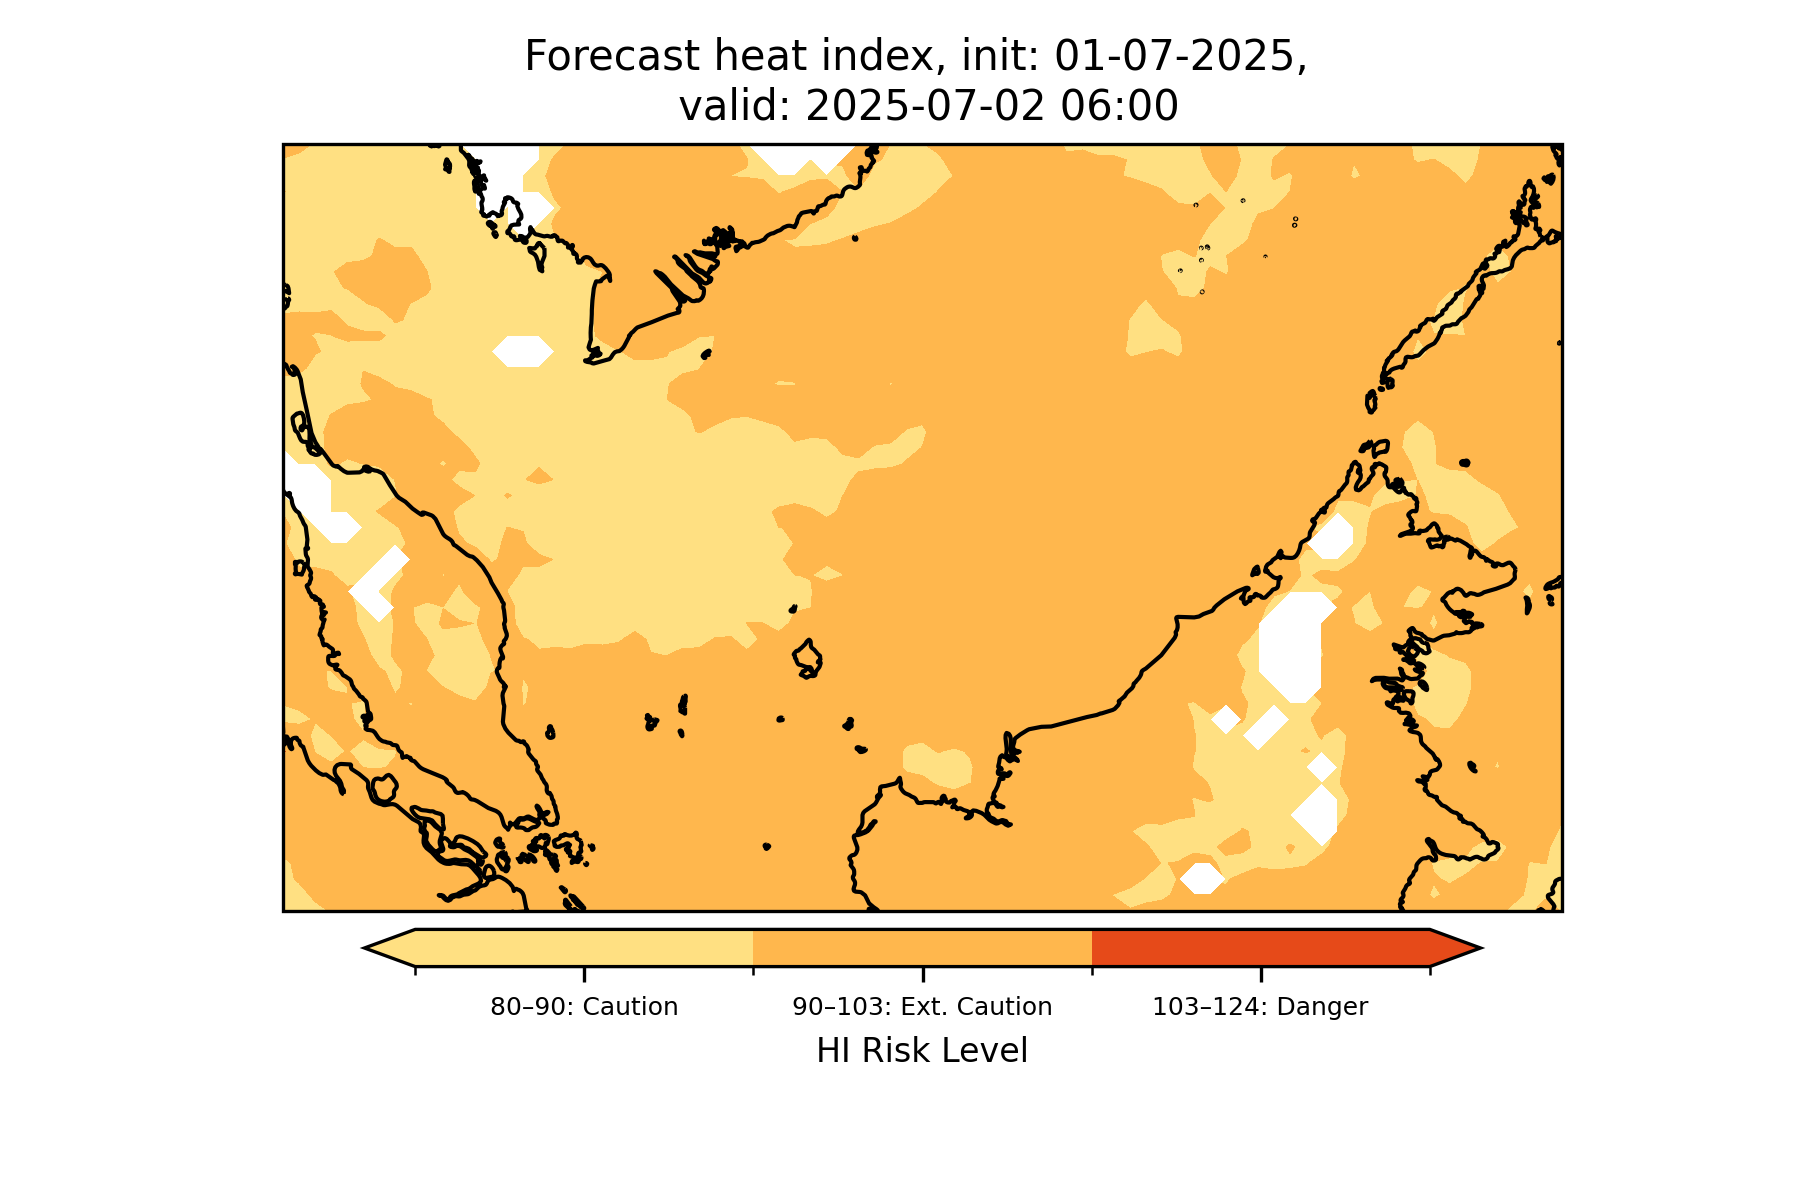 Forecast heat index, init: 01-07-2025,
valid: 2025-07-02 06:00
80–90: Caution
90–103: Ext. Caution
103–124: Danger
HI Risk Level